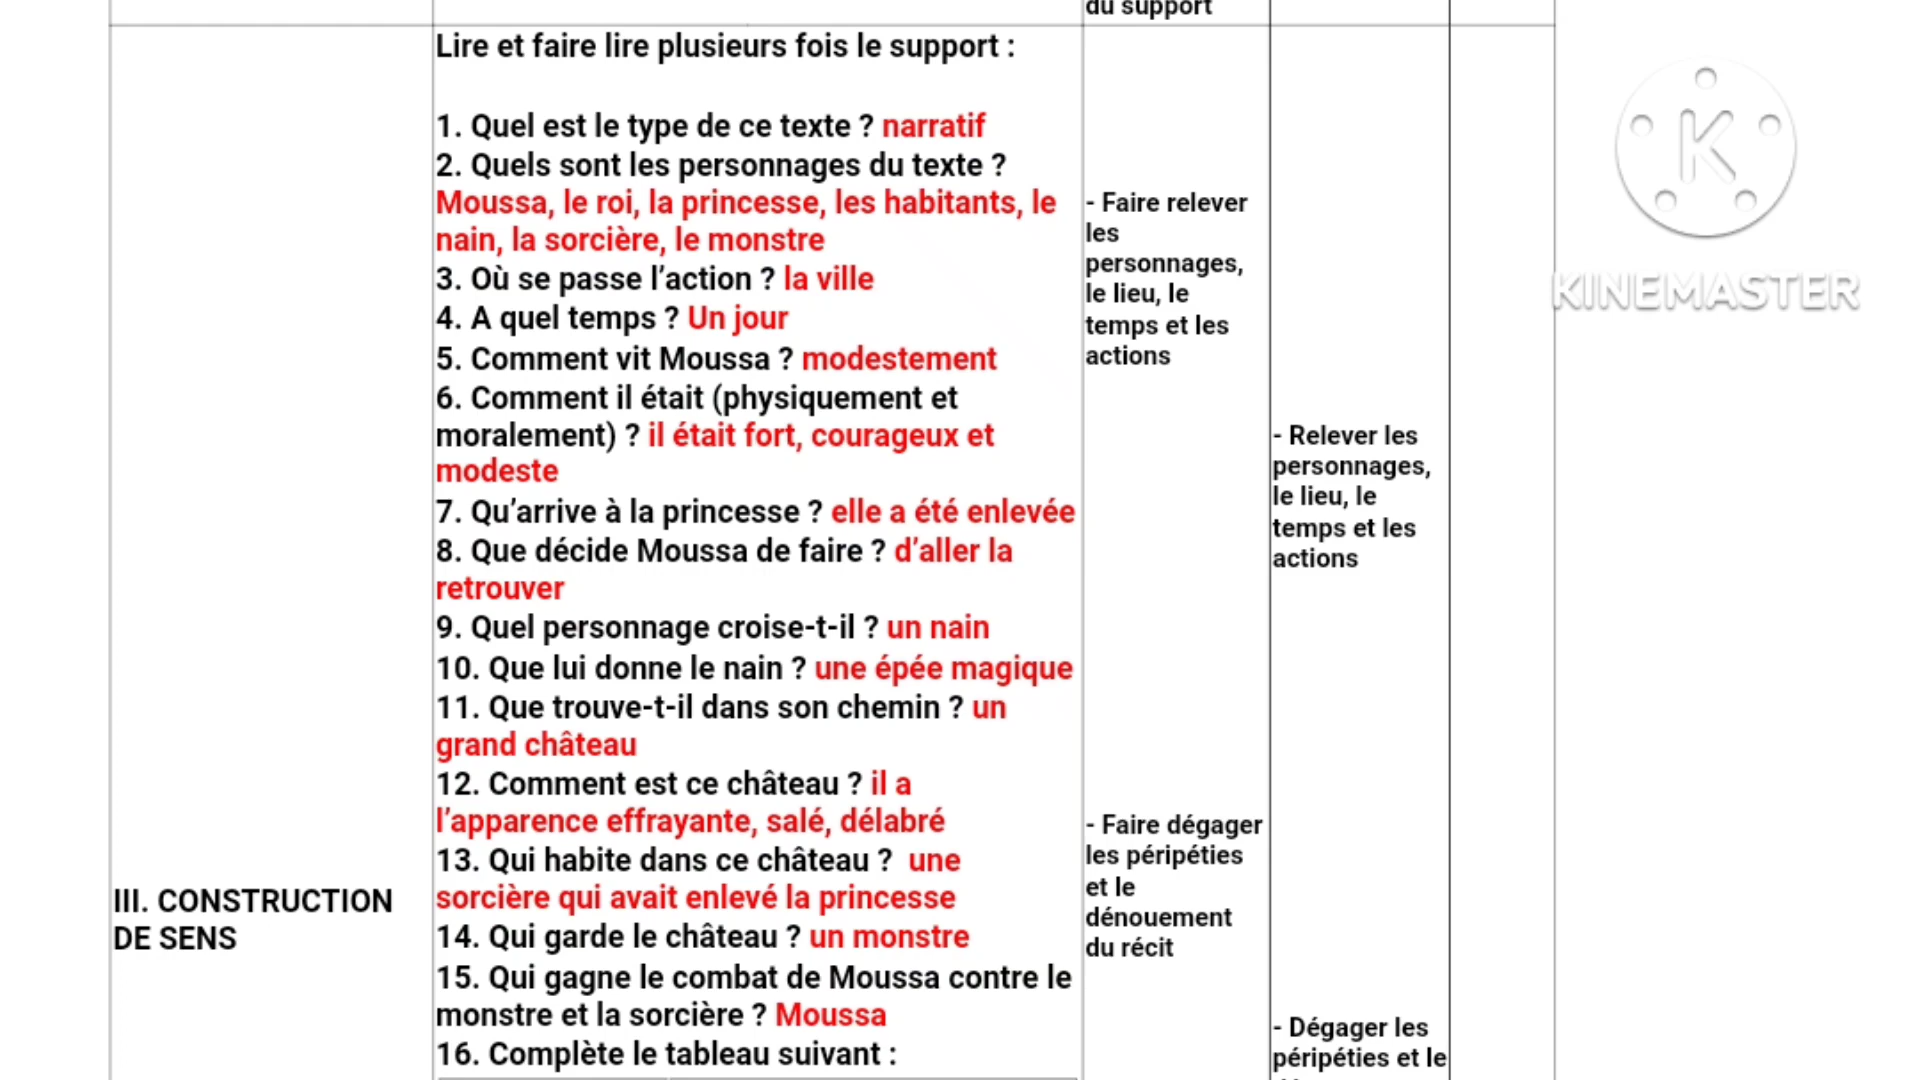 du support
Lire et faire lire plusieurs fois le support :
1. Quel est le type de ce texte ? narratif
2. Quels sont les personnages du texte ?
Moussa, le roi, la princesse, les habitants, le
nain, la sorcière, le monstre
3. Où se passe l’action ? la ville
4. A quel temps ? Un jour
5. Comment vit Moussa ? modestement
6. Comment il était (physiquement et
moralement) ? il était fort, courageux et
modeste
7. Qu’arrive à la princesse ? elle a été enlevée
8. Que décide Moussa de faire ? d’aller la
retrouver
9. Quel personnage croise-t-il ? un nain
10. Que lui donne le nain ? une épée magique
11. Que trouve-t-il dans son chemin ? un
grand château
12. Comment est ce château ? il a
l’apparence effrayante, salé, délabré
13. Qui habite dans ce château ? une
sorcière qui avait enlevé la princesse
14. Qui garde le château ? un monstre
15. Qui gagne le combat de Moussa contre le
monstre et la sorcière ? Moussa
16. Complète le tableau suivant :
III. CONSTRUCTION
DE SENS
- Faire relever
les
personnages,
le lieu, le
temps et les
actions
- Faire dégager
les péripéties
et le
dénouement
du récit
- Relever les
personnages,
le lieu, le
temps et les
actions
- Dégager les
péripéties et le
K
KINEMASTER